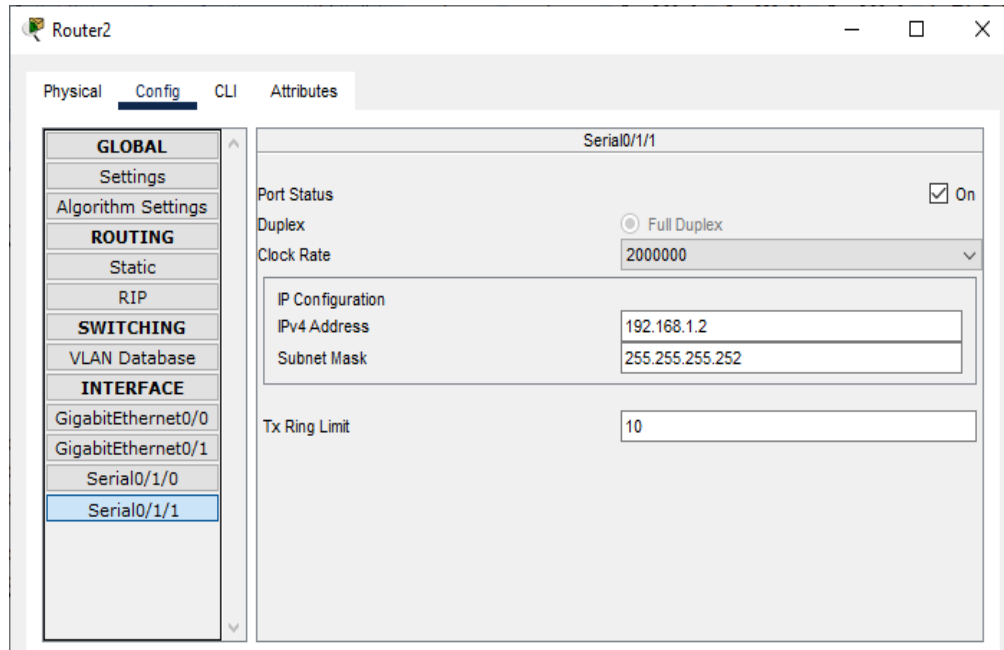 Router2
Physical Config CLI Attributes
GLOBAL
Settings
Algorithm Settings
ROUTING
Static
RIP
SWITCHING
VLAN Database
INTERFACE
GigabitEthernet0/0
GigabitEthernet0/1
Serial0/1/0
Serial0/1/1
Serial0/1/1
Port Status On
Duplex Full Duplex
Clock Rate 2000000
IP Configuration
IPv4 Address 192.168.1.2
Subnet Mask 255.255.255.252
Tx Ring Limit 10